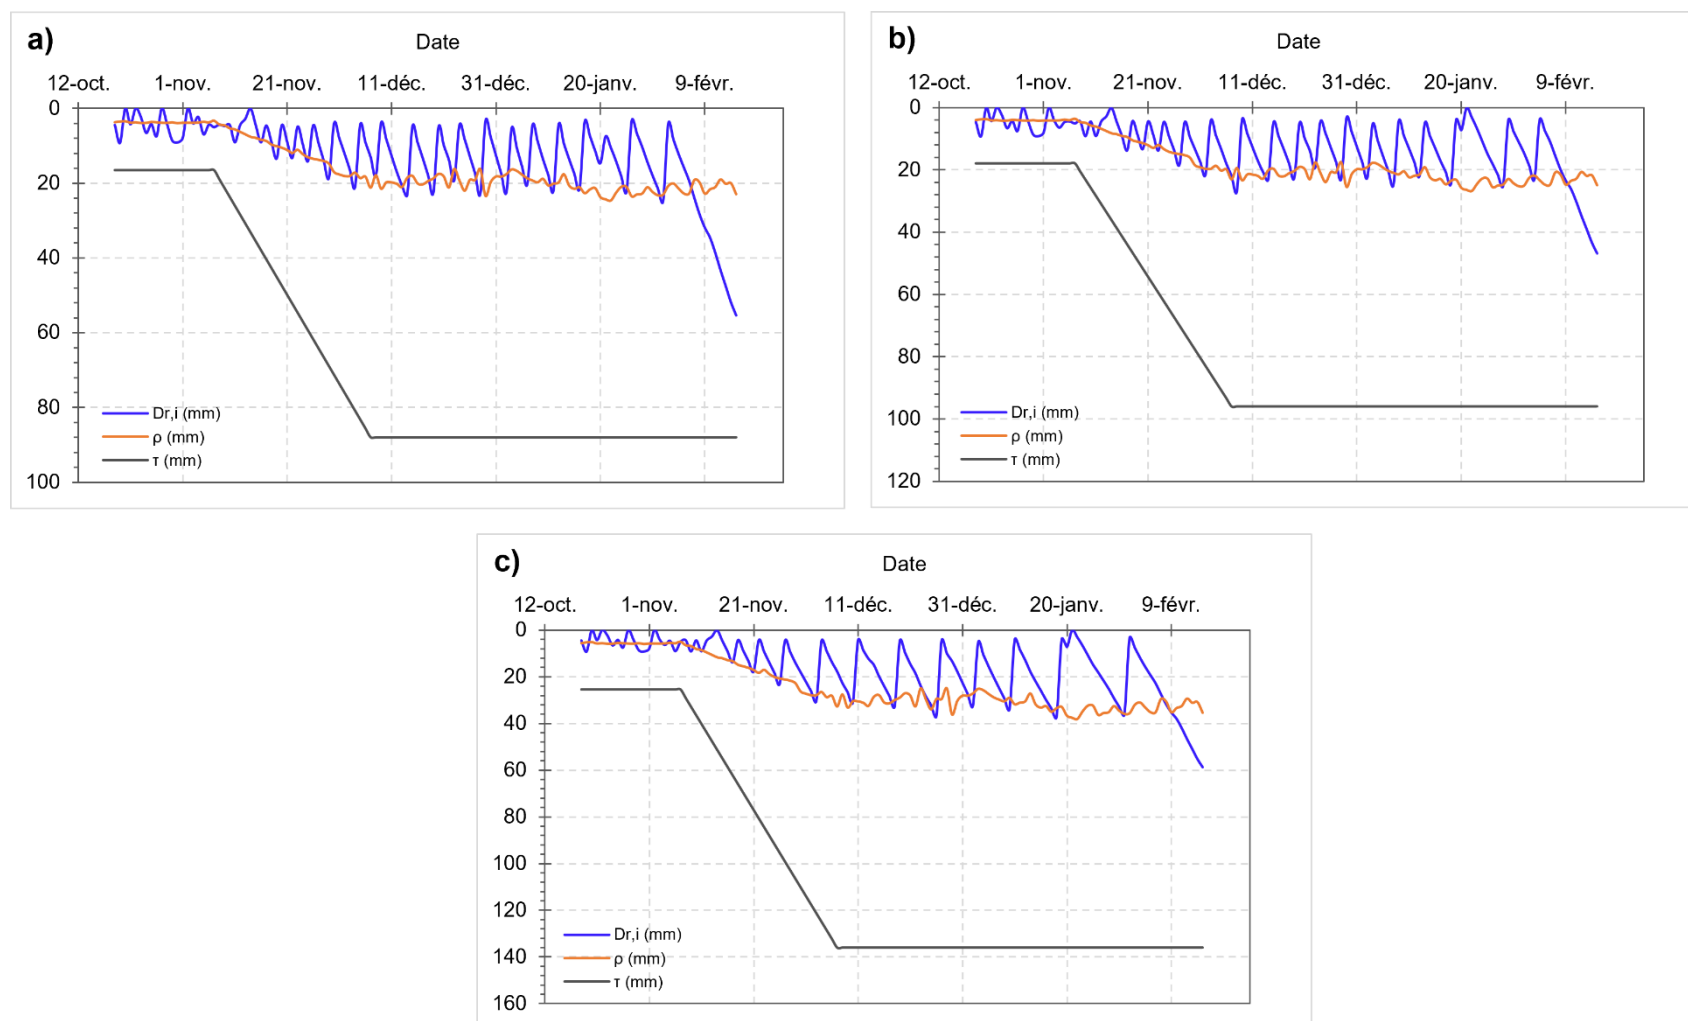 a)
Date
12-oct. 1-nov. 21-nov. 11-déc. 31-déc. 20-janv. 9-févr.
0
20
40
60
80
100
Dr,i (mm)
ρ (mm)
τ (mm)
b)
Date
12-oct. 1-nov. 21-nov. 11-déc. 31-déc. 20-janv. 9-févr.
0
20
40
60
80
100
120
Dr,i (mm)
ρ (mm)
τ (mm)
c)
Date
12-oct. 1-nov. 21-nov. 11-déc. 31-déc. 20-janv. 9-févr.
0
20
40
60
80
100
120
140
160
Dr,i (mm)
ρ (mm)
τ (mm)